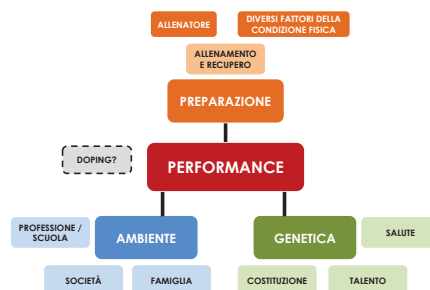 ALLENATORE
DIVERSI FATTORI DELLA
CONDIZIONE FISICA
ALLENAMENTO
E RECUPERO
PREPARAZIONE
DOPING?
PERFORMANCE
PROFESSIONE /
SCUOLA
AMBIENTE
GENETICA
SALUTE
SOCIETÀ
FAMIGLIA
COSTITUZIONE
TALENTO